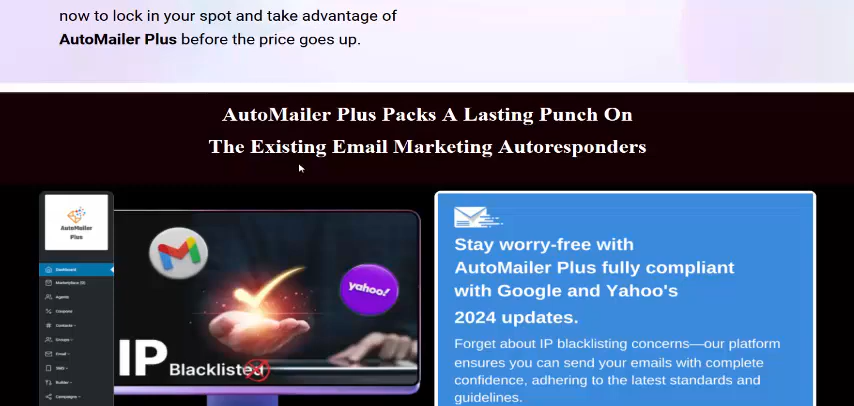 now to lock in your spot and take advantage of
AutoMailer Plus before the price goes up.
AutoMailer Plus Packs A Lasting Punch On
The Existing Email Marketing Autoresponders
AutoMailer
Plus
Dashboard
Marketplace (9)
Agents
Coupons
Contacts
Groups
Email
SMS
Builder
Campaigns
yahoo!
IP Blacklisted
Stay worry-free with
AutoMailer Plus fully compliant
with Google and Yahoo's
2024 updates.
Forget about IP blacklisting concerns—our platform
ensures you can send your emails with complete
confidence, adhering to the latest standards and
guidelines.